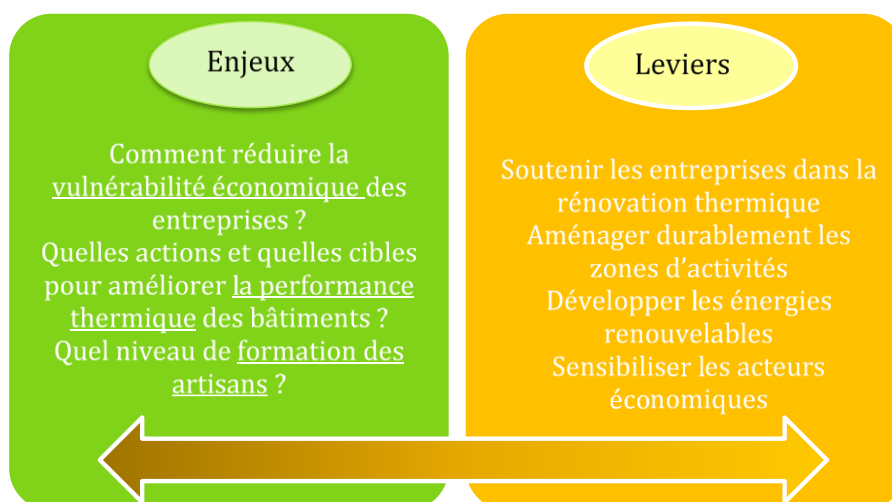 Enjeux
Comment réduire la
vulnérabilité économique des
entreprises ?
Quelles actions et quelles cibles
pour améliorer la performance
thermique des bâtiments ?
Quel niveau de formation des
artisans ?
Leviers
Soutenir les entreprises dans la
rénovation thermique
Aménager durablement les
zones d’activités
Développer les énergies
renouvelables
Sensibiliser les acteurs
économiques